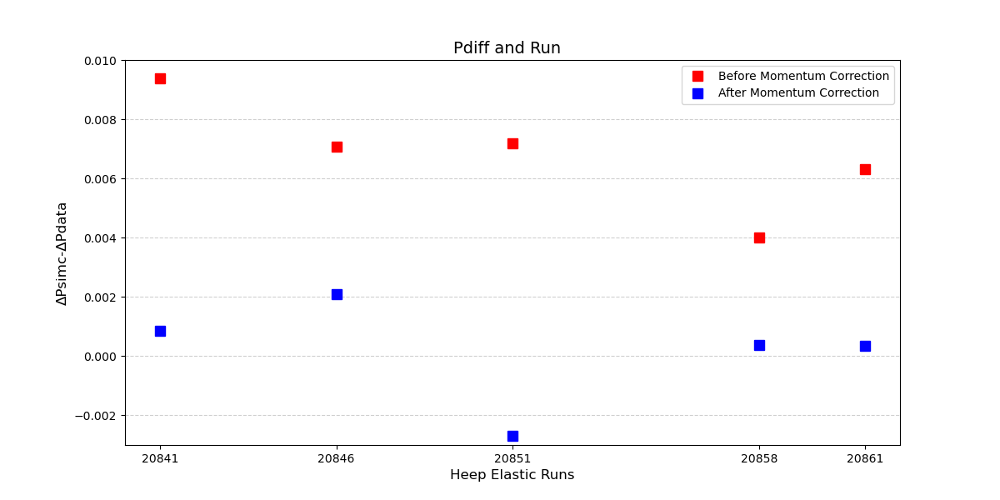 Pdiff and Run
Before Momentum Correction
After Momentum Correction
ΔPsimc-ΔPdata
0.010
0.008
0.006
0.004
0.002
0.000
−0.002
20841 20846 20851 20858 20861
Heep Elastic Runs